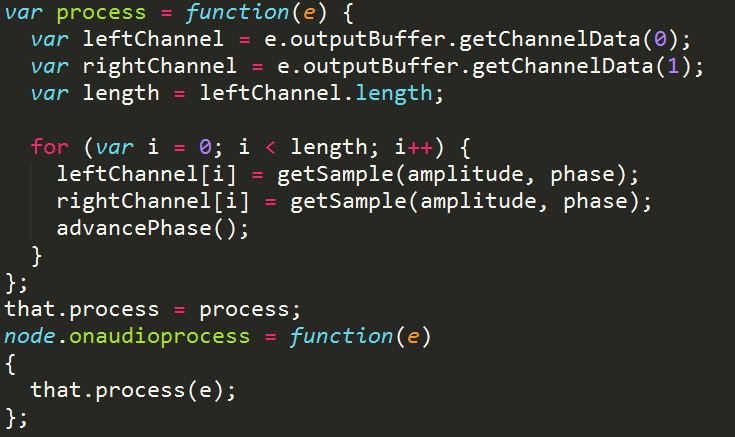 var process = function(e) {
  var leftChannel = e.outputBuffer.getChannelData(0);
  var rightChannel = e.outputBuffer.getChannelData(1);
  var length = leftChannel.length;

  for (var i = 0; i < length; i++) {
    leftChannel[i] = getSample(amplitude, phase);
    rightChannel[i] = getSample(amplitude, phase);
    advancePhase();
  }
};
that.process = process;
node.onaudioprocess = function(e)
{
  that.process(e);
};